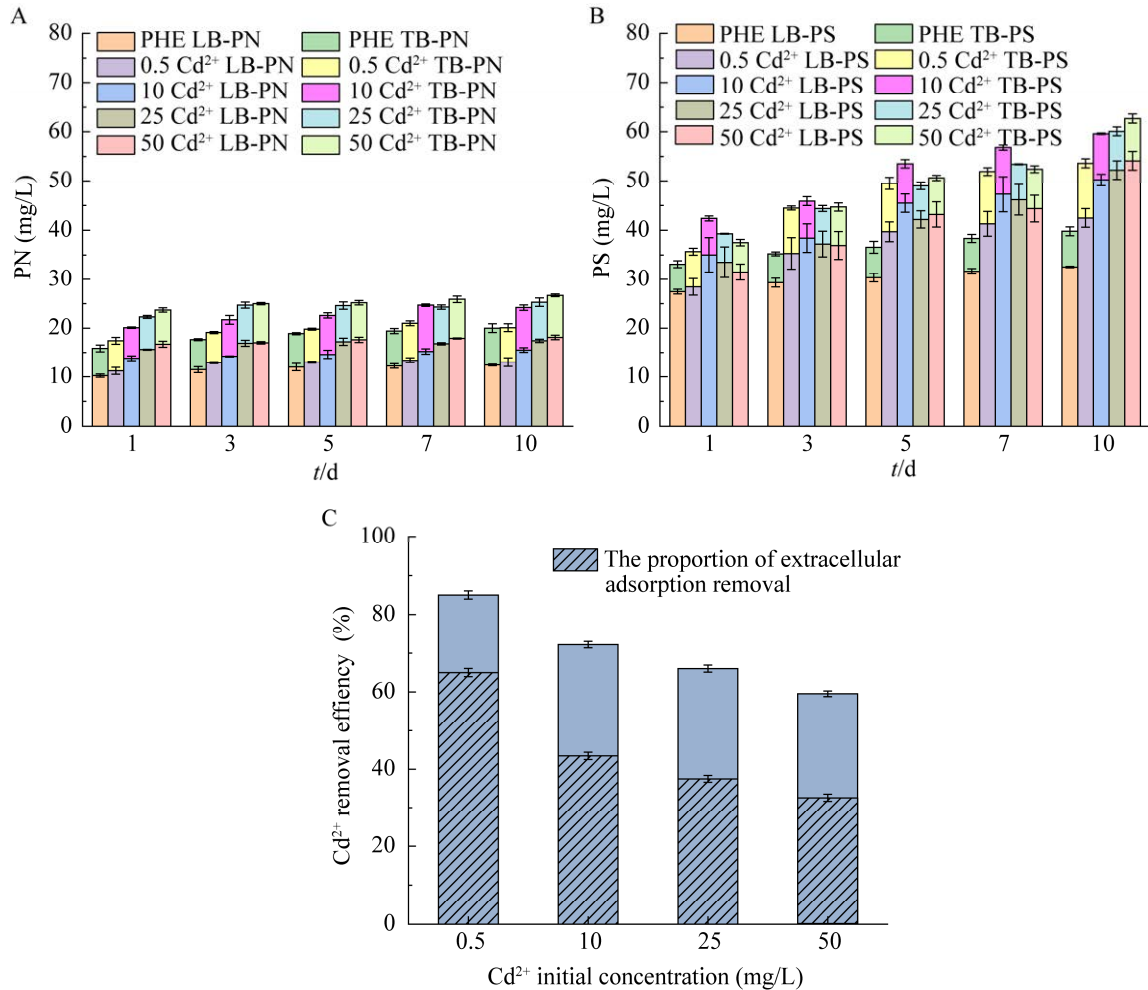 A
80
70
60
50
40
30
20
10
0
PN (mg/L)
PHE LB-PN
PHE TB-PN
0.5 Cd²⁺ LB-PN
0.5 Cd²⁺ TB-PN
10 Cd²⁺ LB-PN
10 Cd²⁺ TB-PN
25 Cd²⁺ LB-PN
25 Cd²⁺ TB-PN
50 Cd²⁺ LB-PN
50 Cd²⁺ TB-PN
1 3 5 7 10
t/d
B
80
70
60
50
40
30
20
10
0
PS (mg/L)
PHE LB-PS
PHE TB-PS
0.5 Cd²⁺ LB-PS
0.5 Cd²⁺ TB-PS
10 Cd²⁺ LB-PS
10 Cd²⁺ TB-PS
25 Cd²⁺ LB-PS
25 Cd²⁺ TB-PS
50 Cd²⁺ LB-PS
50 Cd²⁺ TB-PS
1 3 5 7 10
t/d
C
100
80
60
40
20
0
Cd²⁺ removal effiency (%)
The proportion of extracellular
adsorption removal
0.5 10 25 50
Cd²⁺ initial concentration (mg/L)